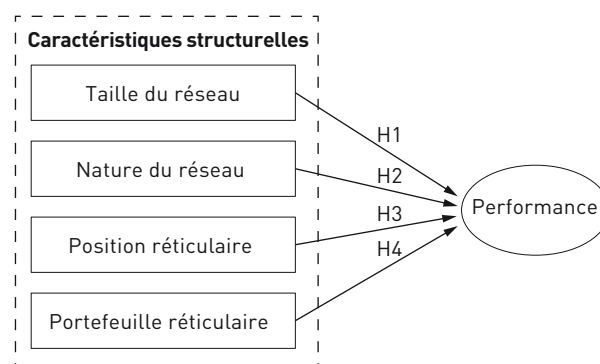 Caractéristiques structurelles
Taille du réseau
H1
Nature du réseau
H2
Position réticulaire
H3
Portefeuille réticulaire
H4
Performance